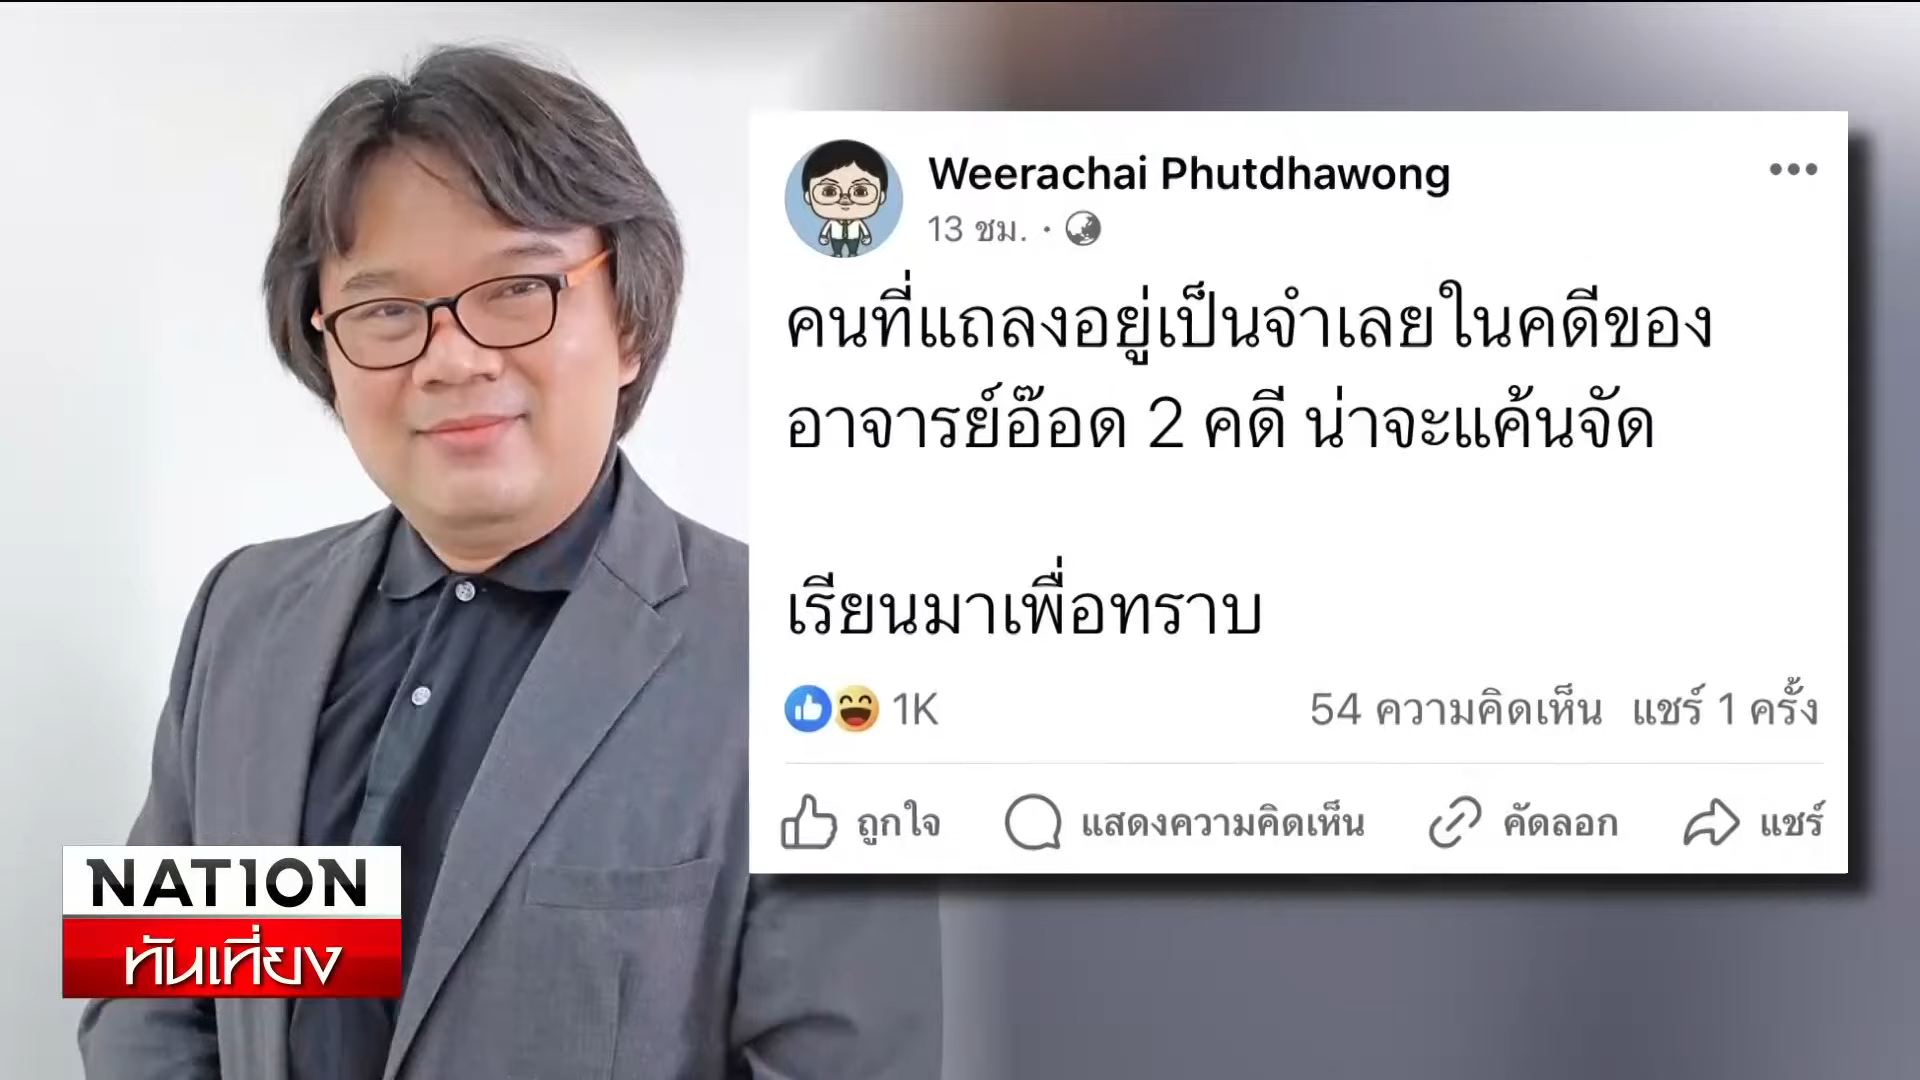 Weerachai Phutdhawong
13 ชม. ·
คนที่แถลงอยู่เป็นจำเลยในคดีของ
อาจารย์อ๊อด 2 คดี น่าจะแค้นจัด
เรียนมาเพื่อทราบ
1K 54 ความคิดเห็น แชร์ 1 ครั้ง
ถูกใจ แสดงความคิดเห็น คัดลอก แชร์
NATION
ทันเที่ยง